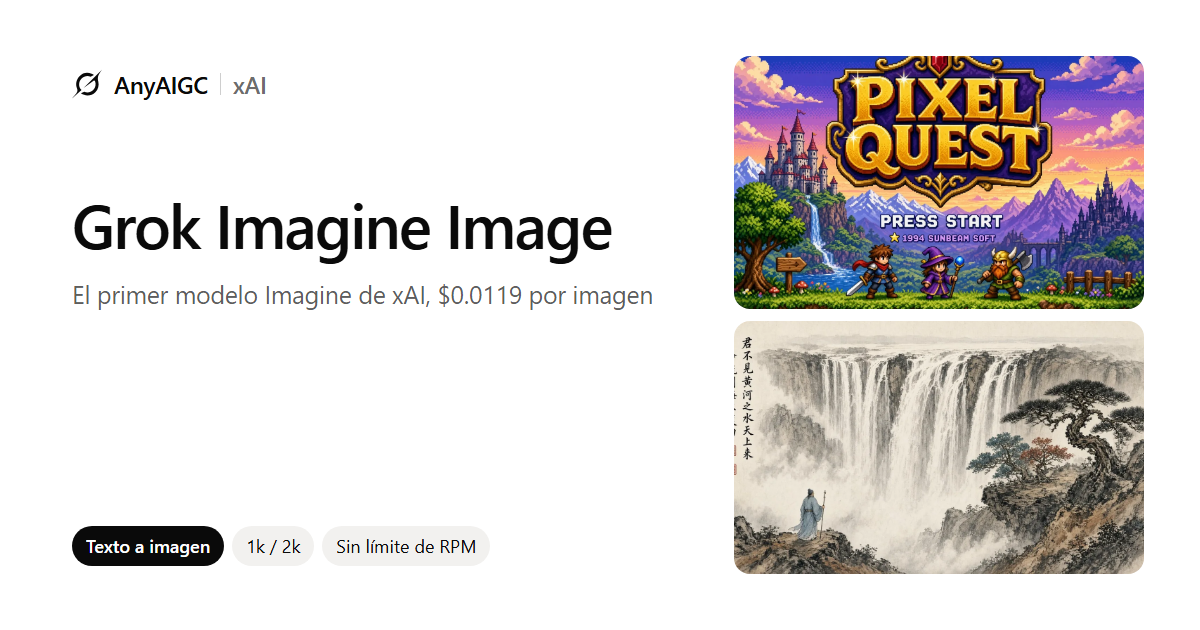 AnyAIGC | xAI
Grok Imagine Image
El primer modelo Imagine de xAI, $0.0119 por imagen
Texto a imagen
1k / 2k
Sin límite de RPM
PIXEL
QUEST
PRESS START
1994 SUNBEAM SOFT
君不見黄河之水天上来